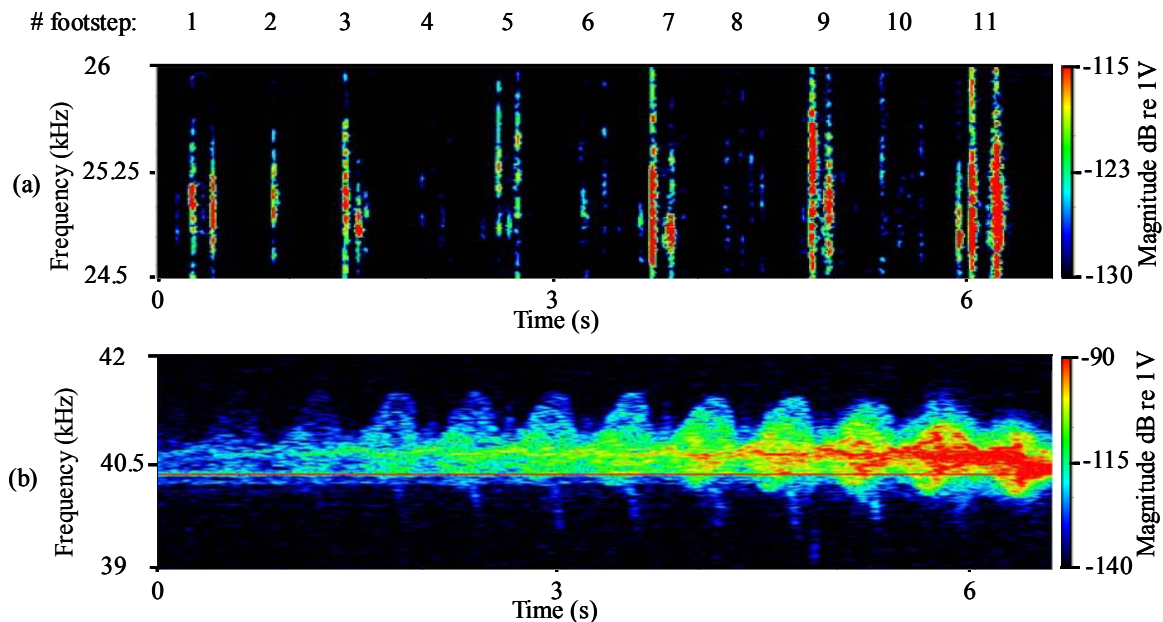 # footstep: 1 2 3 4 5 6 7 8 9 10 11
26
25.25
24.5
Frequency (kHz)
(a)
0 3 6
Time (s)
-115
-123
-130
Magnitude dB re 1V
42
40.5
39
Frequency (kHz)
(b)
0 3 6
Time (s)
-90
-115
-140
Magnitude dB re 1V